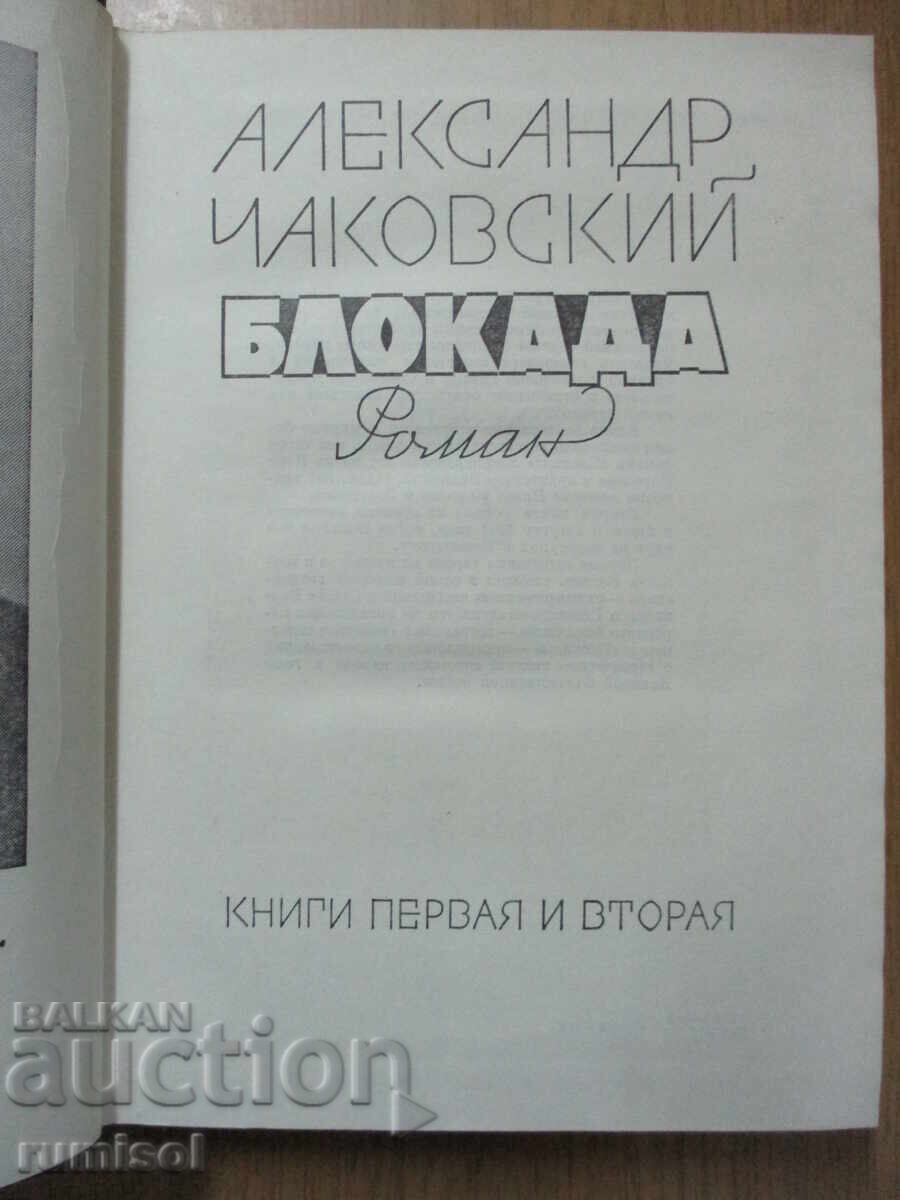 АЛЕКСАНДР
ЧАКОВСКИЙ
БЛОКАДА
Роман
КНИГИ ПЕРВАЯ И ВТОРАЯ
BALKAN
auction
rumisol